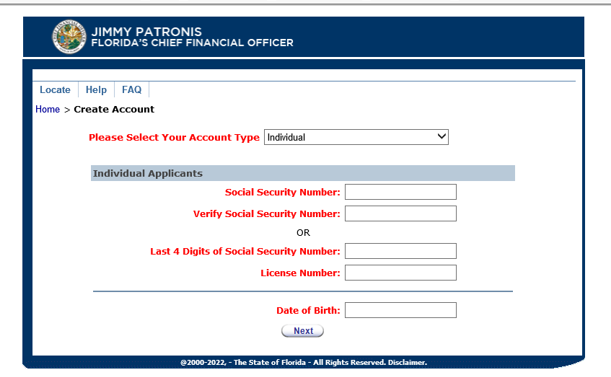 JIMMY PATRONIS
FLORIDA'S CHIEF FINANCIAL OFFICER
Locate Help FAQ
Home > Create Account
Please Select Your Account Type Individual
Individual Applicants
Social Security Number:
Verify Social Security Number:
OR
Last 4 Digits of Social Security Number:
License Number:
Date of Birth:
Next
@2000-2022, - The State of Florida - All Rights Reserved. Disclaimer.